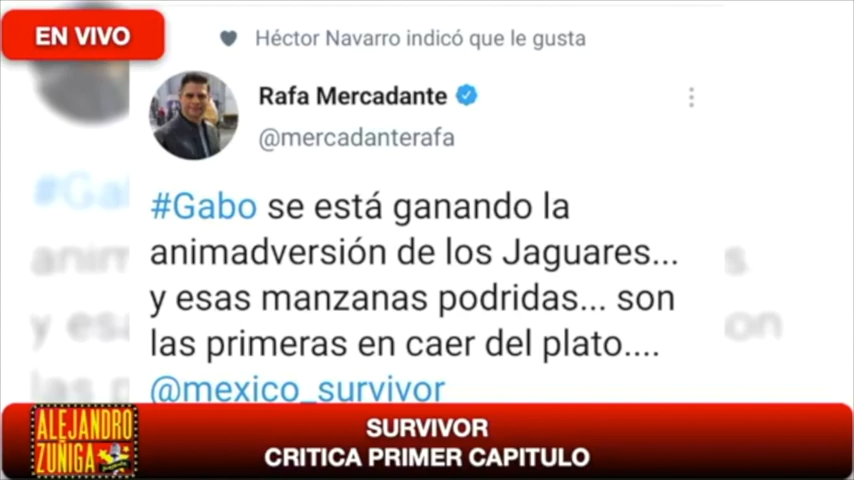 EN VIVO
Héctor Navarro indicó que le gusta
Rafa Mercadante
@mercadanterafa
#Gabo se está ganando la
animadversión de los Jaguares...
y esas manzanas podridas... son
las primeras en caer del plato....
@mexico_survivor
ALEJANDRO
ZUÑIGA
SURVIVOR
CRITICA PRIMER CAPITULO